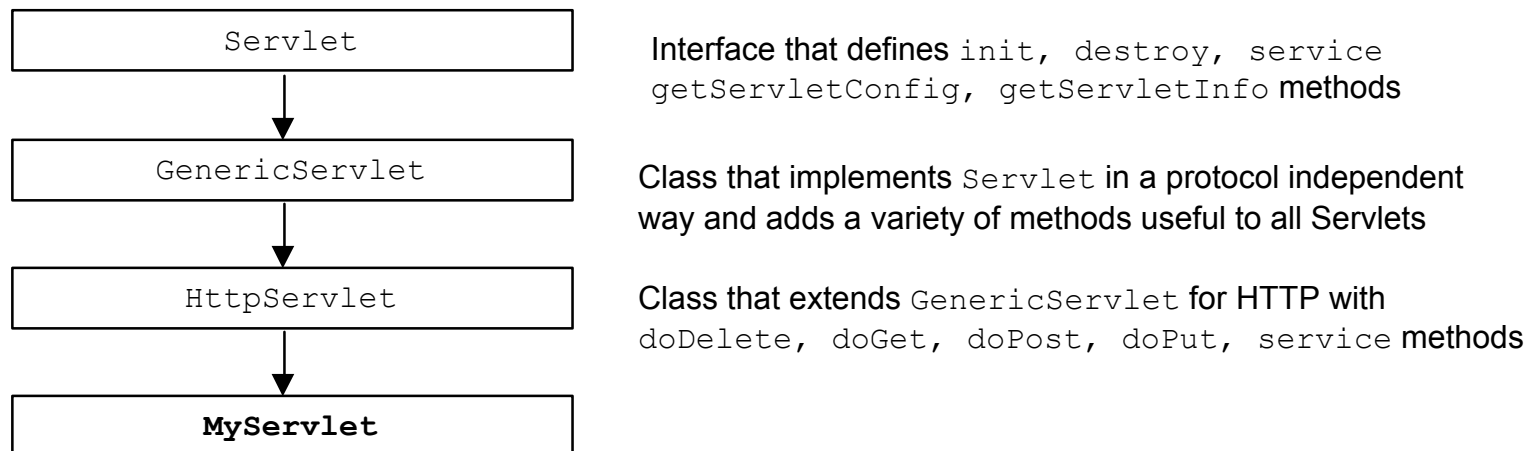 Servlet
Interface that defines init, destroy, service
getServletConfig, getServletInfo methods
GenericServlet
Class that implements Servlet in a protocol independent
way and adds a variety of methods useful to all Servlets
HttpServlet
Class that extends GenericServlet for HTTP with
doDelete, doGet, doPost, doPut, service methods
MyServlet